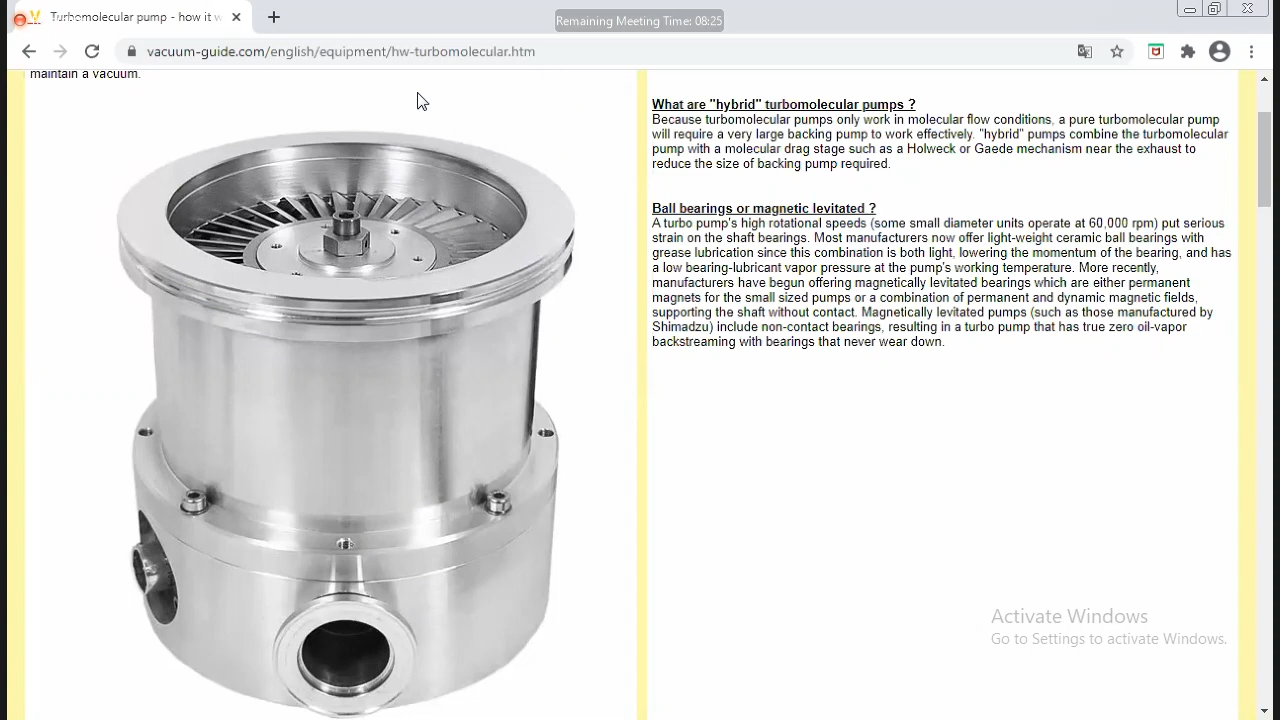 Turbomolecular pump - how it w
Remaining Meeting Time: 08:25
vacuum-guide.com/english/equipment/hw-turbomolecular.htm
maintain a vacuum.
What are "hybrid" turbomolecular pumps ?
Because turbomolecular pumps only work in molecular flow conditions, a pure turbomolecular pump
will require a very large backing pump to work effectively. "hybrid" pumps combine the turbomolecular
pump with a molecular drag stage such as a Holweck or Gaede mechanism near the exhaust to
reduce the size of backing pump required.
Ball bearings or magnetic levitated ?
A turbo pump's high rotational speeds (some small diameter units operate at 60,000 rpm) put serious
strain on the shaft bearings. Most manufacturers now offer light-weight ceramic ball bearings with
grease lubrication since this combination is both light, lowering the momentum of the bearing, and has
a low bearing-lubricant vapor pressure at the pump's working temperature. More recently,
manufacturers have begun offering magnetically levitated bearings which are either permanent
magnets for the small sized pumps or a combination of permanent and dynamic magnetic fields,
supporting the shaft without contact. Magnetically levitated pumps (such as those manufactured by
Shimadzu) include non-contact bearings, resulting in a turbo pump that has true zero oil-vapor
backstreaming with bearings that never wear down.
Activate Windows
Go to Settings to activate Windows.